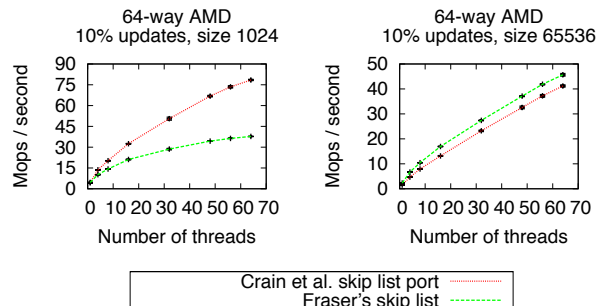 64-way AMD
10% updates, size 1024
Mops / second
90
75
60
45
30
15
0
0 10 20 30 40 50 60 70
Number of threads
64-way AMD
10% updates, size 65536
Mops / second
50
40
30
20
10
0
0 10 20 30 40 50 60 70
Number of threads
Crain et al. skip list port
Fraser's skip list